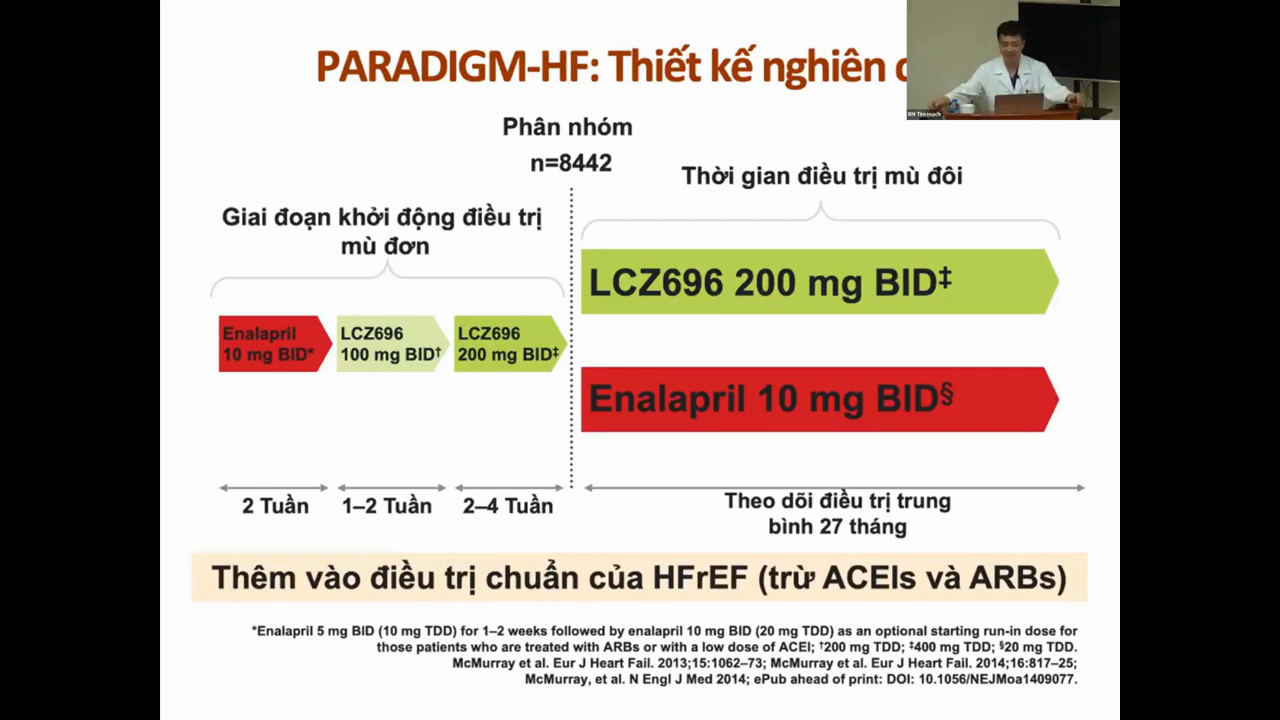 PARADIGM-HF: Thiết kế nghiên c
BM Tim mach
Phân nhóm
n=8442
Thời gian điều trị mù đôi
Giai đoạn khởi động điều trị
mù đơn
LCZ696 200 mg BID‡
Enalapril
10 mg BID*
LCZ696
100 mg BID†
LCZ696
200 mg BID‡
Enalapril 10 mg BID§
2 Tuần
1–2 Tuần
2–4 Tuần
Theo dõi điều trị trung
bình 27 tháng
Thêm vào điều trị chuẩn của HFrEF (trừ ACEIs và ARBs)
*Enalapril 5 mg BID (10 mg TDD) for 1–2 weeks followed by enalapril 10 mg BID (20 mg TDD) as an optional starting run-in dose for
those patients who are treated with ARBs or with a low dose of ACEI; †200 mg TDD; ‡400 mg TDD; §20 mg TDD.
McMurray et al. Eur J Heart Fail. 2013;15:1062–73; McMurray et al. Eur J Heart Fail. 2014;16:817–25;
McMurray, et al. N Engl J Med 2014; ePub ahead of print: DOI: 10.1056/NEJMoa1409077.